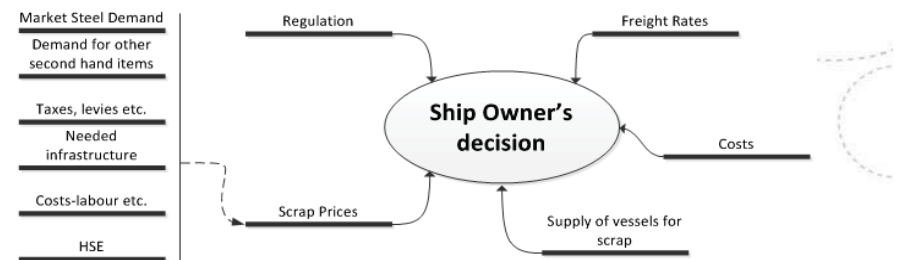 Market Steel Demand
Demand for other
second hand items
Taxes, levies etc.
Needed
infrastructure
Costs-labour etc.
HSE
Regulation
Scrap Prices
Ship Owner’s
decision
Freight Rates
Costs
Supply of vessels for
scrap